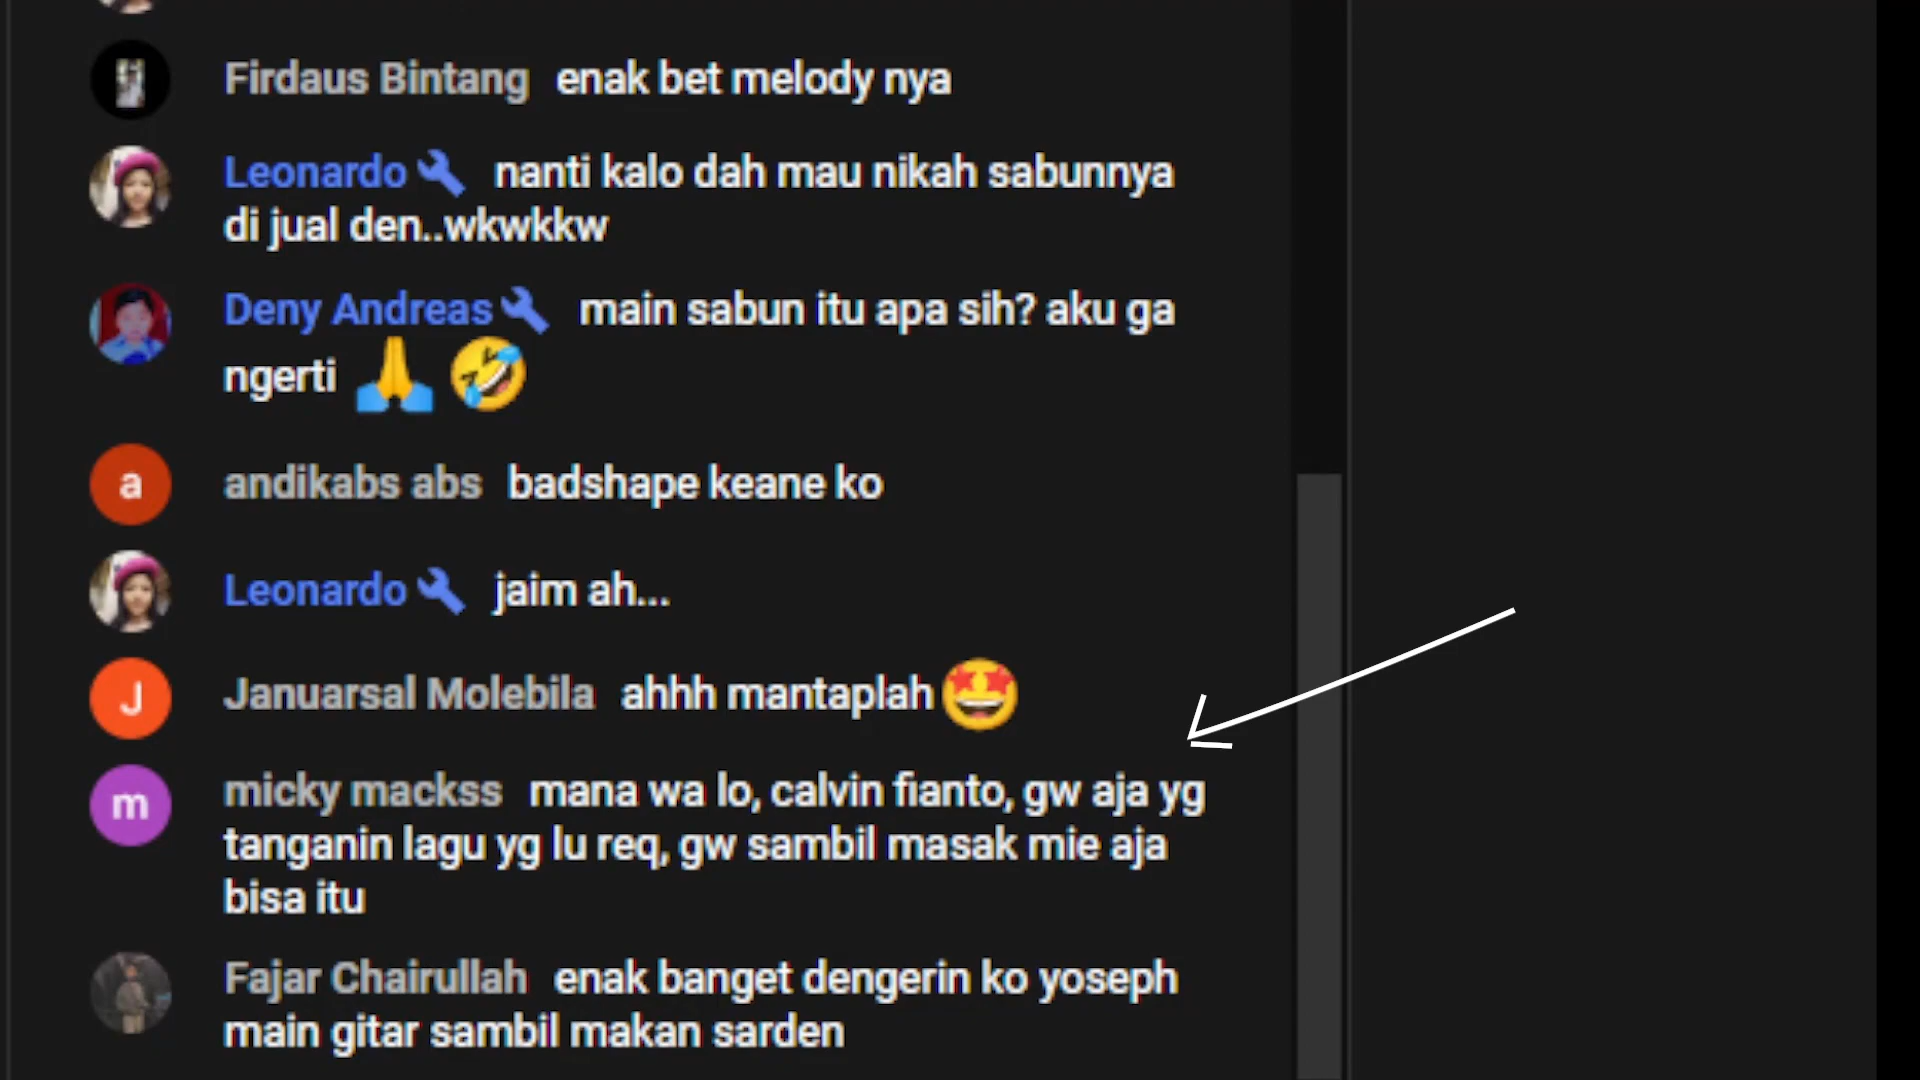 Firdaus Bintang enak bet melody nya
Leonardo nanti kalo dah mau nikah sabunnya
di jual den..wkwkkw
Deny Andreas main sabun itu apa sih? aku ga
ngerti 🙏 🤣
a
andikabs abs badshape keane ko
Leonardo jaim ah...
J
Januarsal Molebila ahhh mantaplah🤩
m
micky mackss mana wa lo, calvin fianto, gw aja yg
tanganin lagu yg lu req, gw sambil masak mie aja
bisa itu
Fajar Chairullah enak banget dengerin ko yoseph
main gitar sambil makan sarden